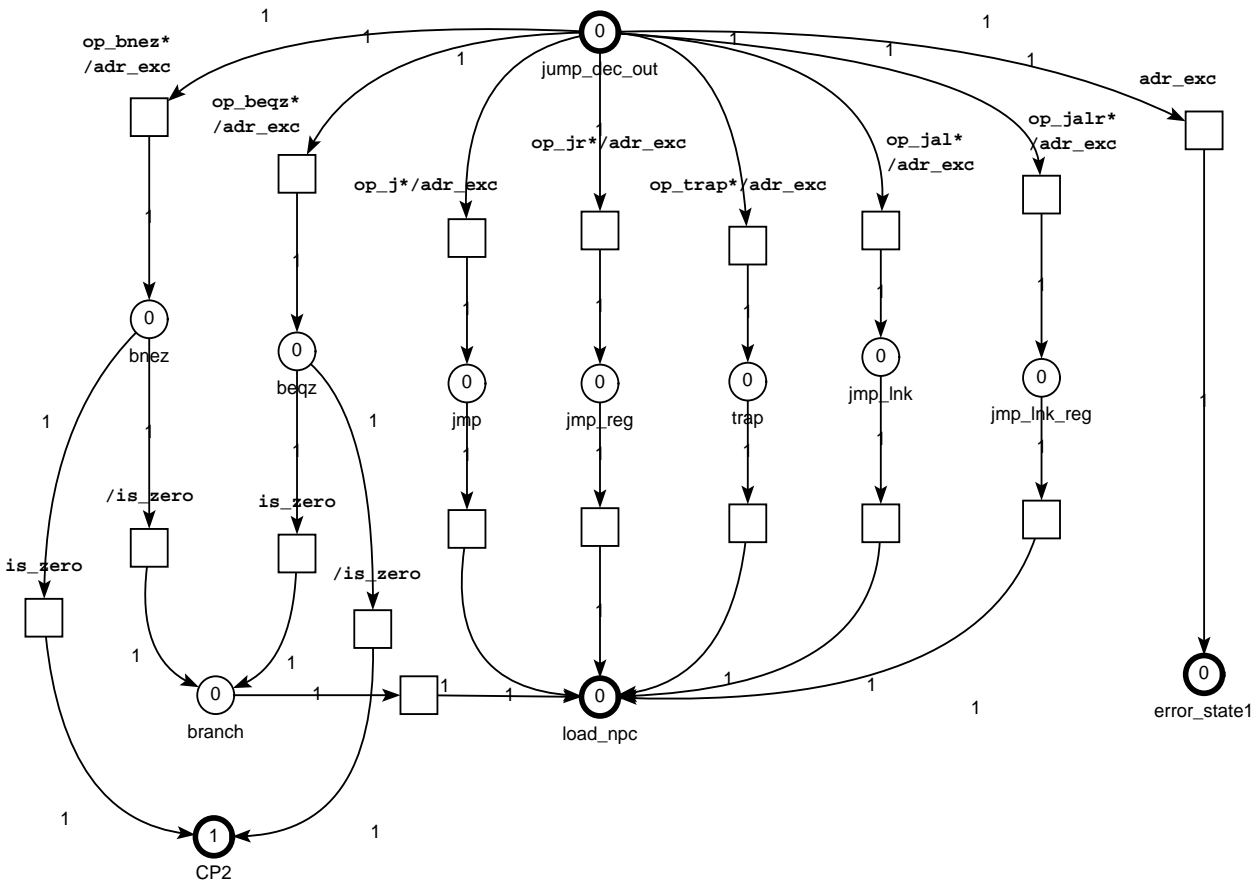 1
1
0
op_bnez*
/adr_exc
1
1
1
1
1
jump_dec_out
adr_exc
op_beqz*
/adr_exc
op_jr*/adr_exc
1
op_jal*
/adr_exc
op_jalr*
/adr_exc
op_j*/adr_exc
op_trap*/adr_exc
1
1
1
1
1
1
1
0
bnez
0
beqz
0
jmp
0
jmp_reg
0
trap
0
jmp_lnk
0
jmp_lnk_reg
1
1
1
1
1
1
1
1
1
1
1
/is_zero
is_zero
is_zero
/is_zero
1
1
1
0
branch
1
1
1
0
load_npc
1
1
1
0
error_state1
1
1
1
CP2